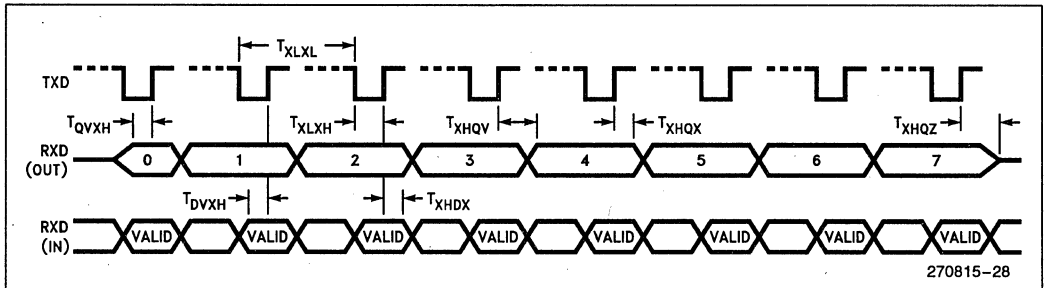 T_XLXL
TXD
T_QVXH T_XLXH T_XHQV T_XHQX T_XHQZ
RXD (OUT) 0 1 2 3 4 5 6 7
T_DVXH T_XHDX
RXD (IN) VALID VALID VALID VALID VALID VALID VALID VALID
270815-28